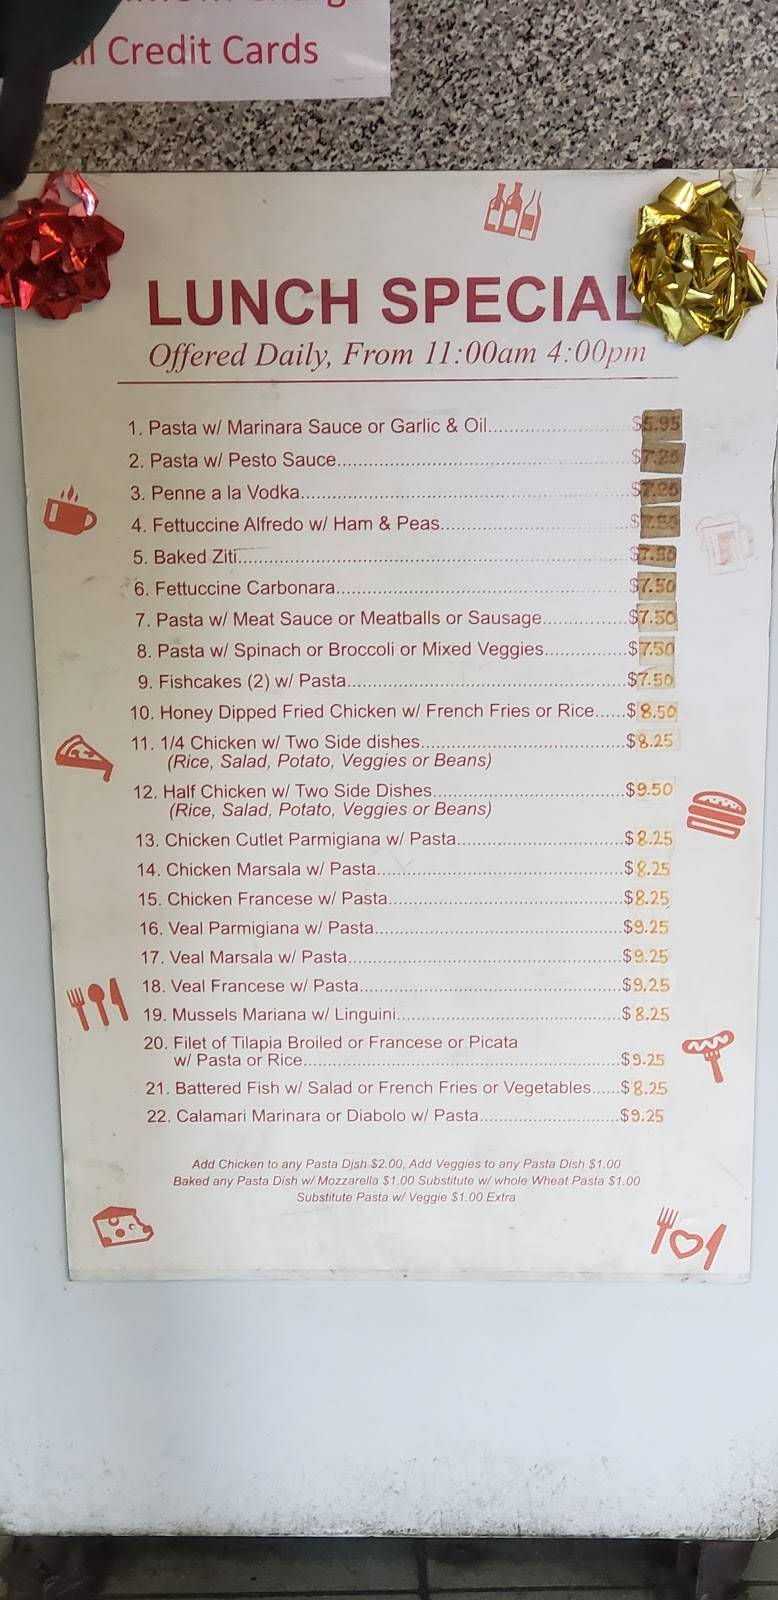 Credit Cards
LUNCH SPECIAL
Offered Daily, From 11:00am 4:00pm
1. Pasta w/ Marinara Sauce or Garlic & Oil....................$5.95
2. Pasta w/ Pesto Sauce....................$7.25
3. Penne a la Vodka....................$7.25
4. Fettuccine Alfredo w/ Ham & Peas....................$
5. Baked Ziti....................$7.50
6. Fettuccine Carbonara....................$7.50
7. Pasta w/ Meat Sauce or Meatballs or Sausage................$7.50
8. Pasta w/ Spinach or Broccoli or Mixed Veggies...............$7.50
9. Fishcakes (2) w/ Pasta....................$7.50
10. Honey Dipped Fried Chicken w/ French Fries or Rice......$8.50
11. 1/4 Chicken w/ Two Side dishes....................$8.25
(Rice, Salad, Potato, Veggies or Beans)
12. Half Chicken w/ Two Side Dishes....................$9.50
(Rice, Salad, Potato, Veggies or Beans)
13. Chicken Cutlet Parmigiana w/ Pasta....................$8.25
14. Chicken Marsala w/ Pasta....................$8.25
15. Chicken Francese w/ Pasta....................$8.25
16. Veal Parmigiana w/ Pasta....................$9.25
17. Veal Marsala w/ Pasta....................$9.25
18. Veal Francese w/ Pasta....................$9.25
19. Mussels Mariana w/ Linguini....................$8.25
20. Filet of Tilapia Broiled or Francese or Picata
w/ Pasta or Rice....................$9.25
21. Battered Fish w/ Salad or French Fries or Vegetables......$8.25
22. Calamari Marinara or Diabolo w/ Pasta....................$9.25
Add Chicken to any Pasta Dish $2.00, Add Veggies to any Pasta Dish $1.00
Baked any Pasta Dish w/ Mozzarella $1.00 Substitute w/ whole Wheat Pasta $1.00
Substitute Pasta w/ Veggie $1.00 Extra